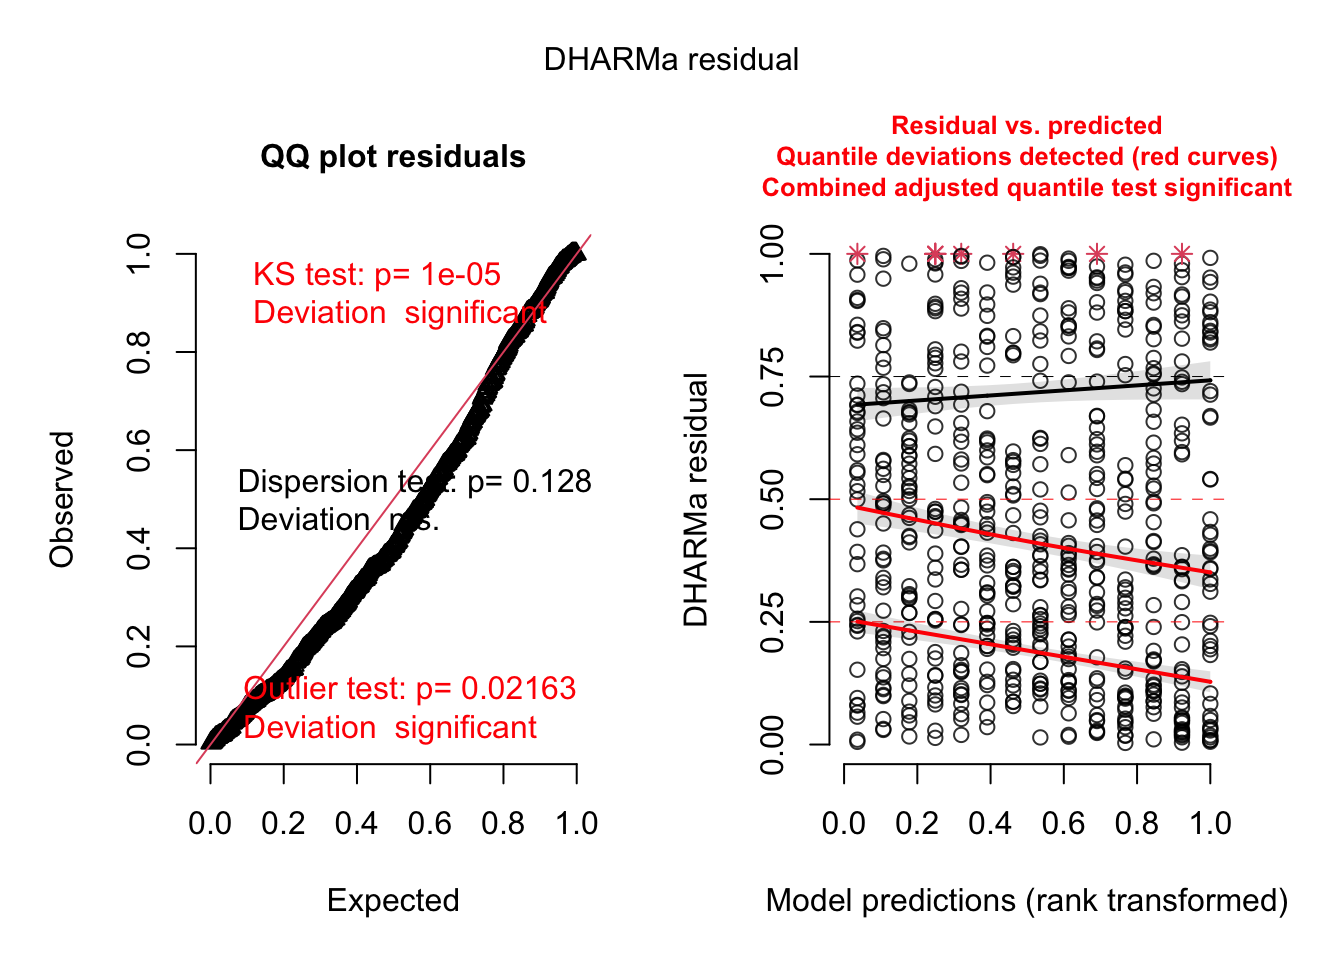 DHARMa residual
QQ plot residuals
KS test: p= 1e-05
Deviation  significant
Dispersion test: p= 0.128
Deviation  n.s.
Outlier test: p= 0.02163
Deviation  significant
Observed
0.0 0.2 0.4 0.6 0.8 1.0
0.0 0.2 0.4 0.6 0.8 1.0
Expected
Residual vs. predicted
Quantile deviations detected (red curves)
Combined adjusted quantile test significant
DHARMa residual
0.00 0.25 0.50 0.75 1.00
0.0 0.2 0.4 0.6 0.8 1.0
Model predictions (rank transformed)